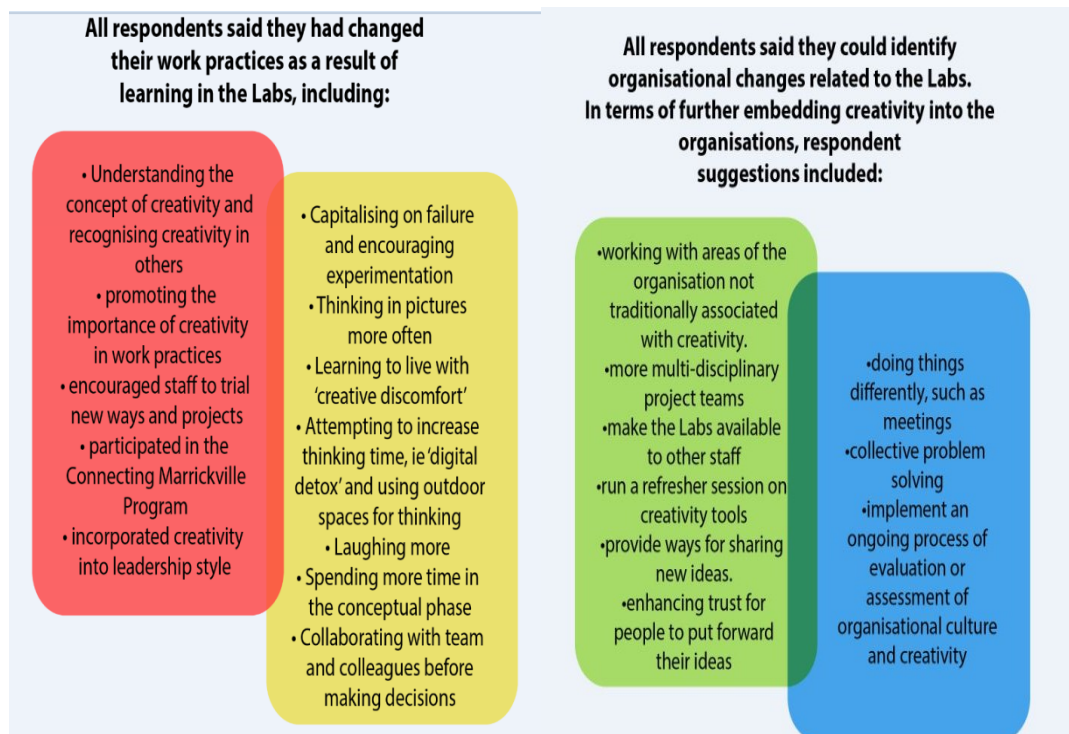 All respondents said they had changed
their work practices as a result of
learning in the Labs, including:
• Understanding the
concept of creativity and
recognising creativity in
others
• promoting the
importance of creativity
in work practices
• encouraged staff to trial
new ways and projects
• participated in the
Connecting Marrickville
Program
• incorporated creativity
into leadership style
• Capitalising on failure
and encouraging
experimentation
• Thinking in pictures
more often
• Learning to live with
‘creative discomfort’
• Attempting to increase
thinking time, ie ‘digital
detox’ and using outdoor
spaces for thinking
• Laughing more
• Spending more time in
the conceptual phase
• Collaborating with team
and colleagues before
making decisions
All respondents said they could identify
organisational changes related to the Labs.
In terms of further embedding creativity into the
organisations, respondent
suggestions included:
•working with areas of the
organisation not
traditionally associated
with creativity.
•more multi-disciplinary
project teams
•make the Labs available
to other staff
•run a refresher session on
creativity tools
•provide ways for sharing
new ideas.
•enhancing trust for
people to put forward
their ideas
•doing things
differently, such as
meetings
•collective problem
solving
•implement an
ongoing process of
evaluation or
assessment of
organisational culture
and creativity